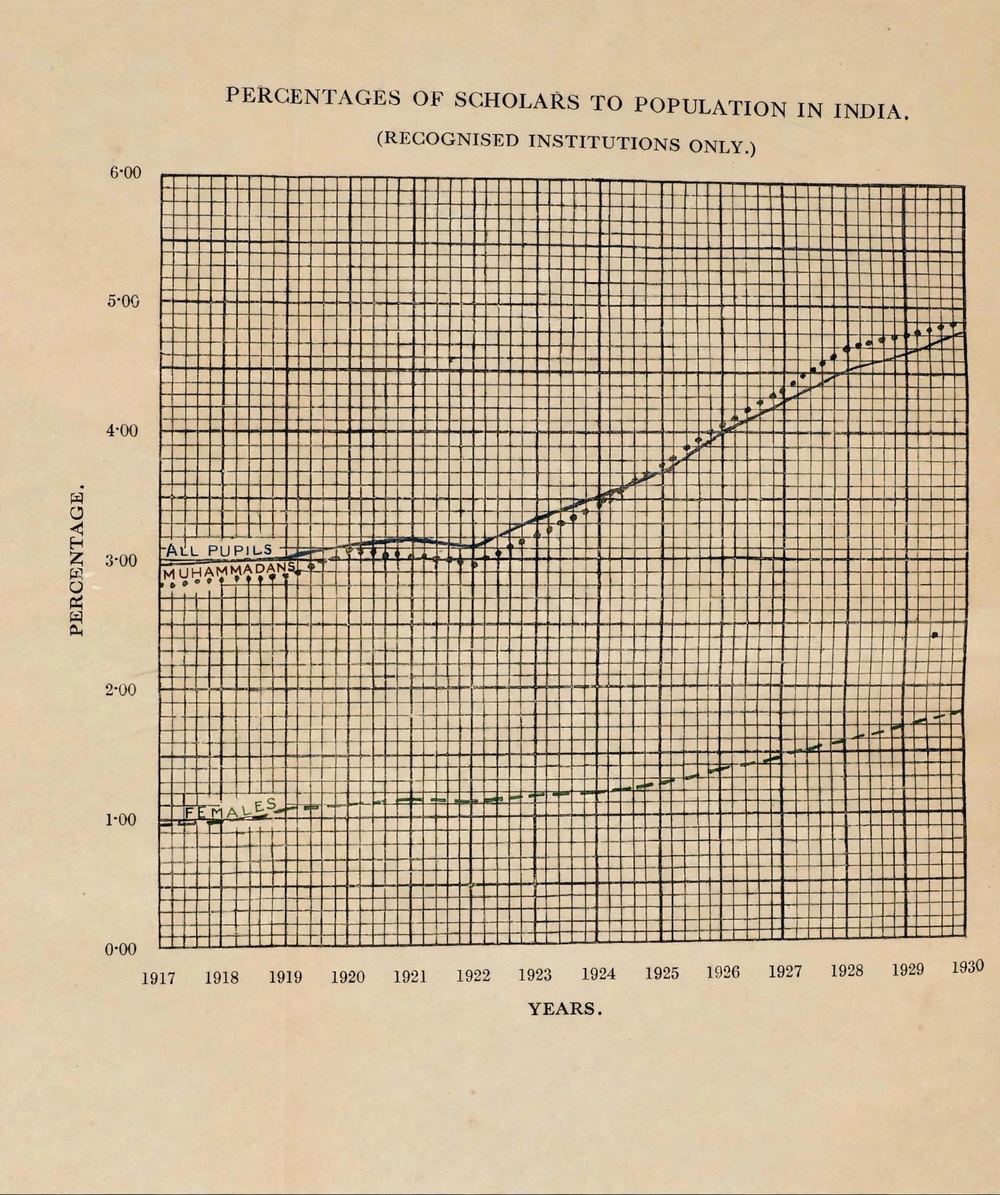 PERCENTAGES OF SCHOLARS TO POPULATION IN INDIA.
(RECOGNISED INSTITUTIONS ONLY.)
6·00
5·00
4·00
3·00
2·00
1·00
0·00
PERCENTAGE.
ALL PUPILS
MUHAMMADANS
FEMALES
1917 1918 1919 1920 1921 1922 1923 1924 1925 1926 1927 1928 1929 1930
YEARS.